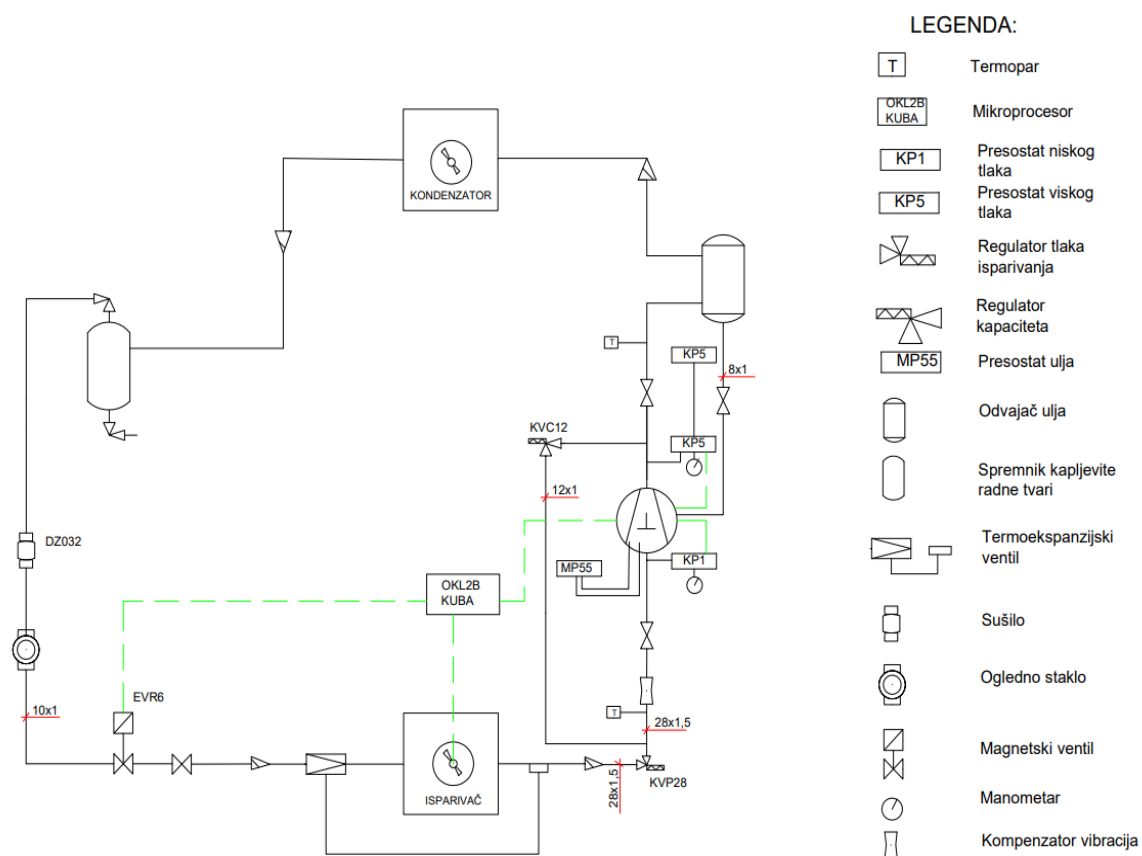 LEGENDA:
T
Termopar
OKL2B
KUBA
Mikroprocesor
KP1
Presostat niskog
tlaka
KP5
Presostat viskog
tlaka
Regulator tlaka
isparivanja
Regulator
kapaciteta
MP55
Presostat ulja
Odvajač ulja
Spremnik kapljevite
radne tvari
Termoekspanzijski
ventil
Sušilo
Ogledno staklo
Magnetski ventil
Manometar
Kompenzator vibracija
KONDENZATOR
T
KP5
8x1
KVC12
KP5
12x1
DZ032
MP55
KP1
OKL2B
KUBA
EVR6
10x1
T
28x1,5
ISPARIVAČ
28x1,5
KVP28